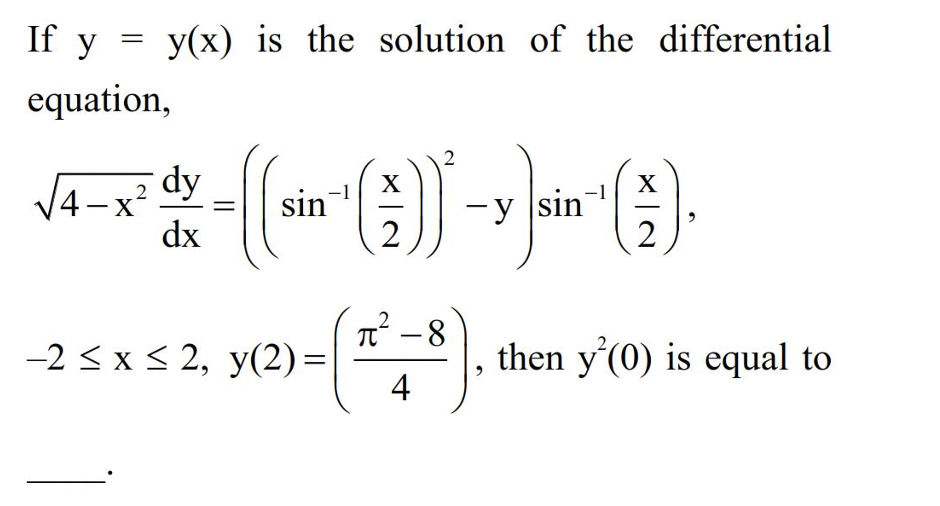 If y = y(x) is the solution of the differential
equation,
√(4 – x²) dy/dx = ((sin⁻¹(x/2))² – y) sin⁻¹(x/2),
–2 ≤ x ≤ 2, y(2) = ((π² – 8)/4), then y²(0) is equal to
____.